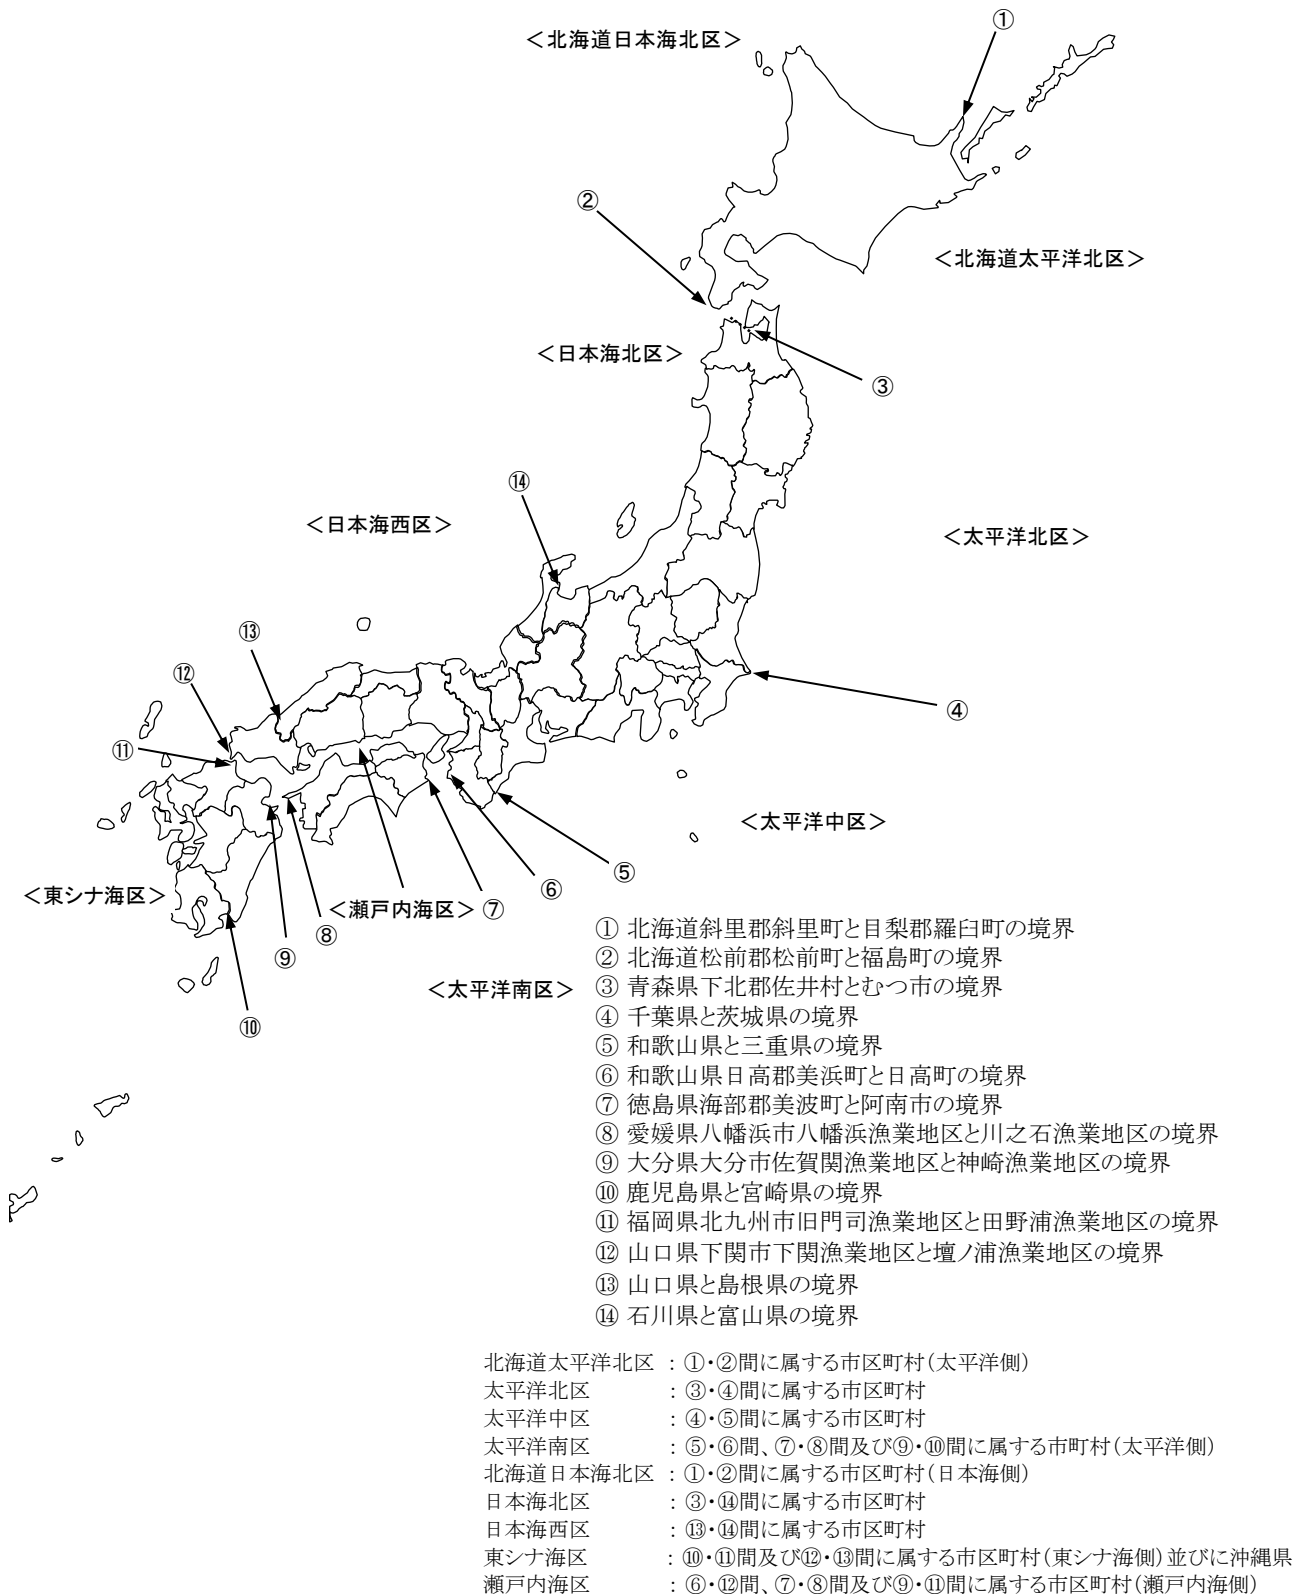 ①
＜北海道日本海北区＞
②
＜北海道太平洋北区＞
＜日本海北区＞
③
⑭
＜日本海西区＞
＜太平洋北区＞
⑬
⑫
④
⑪
＜太平洋中区＞
⑤
⑥
＜東シナ海区＞
＜瀬戸内海区＞
⑦
⑧
⑨
＜太平洋南区＞
⑩
① 北海道斜里郡斜里町と目梨郡羅臼町の境界
② 北海道松前郡松前町と福島町の境界
③ 青森県下北郡佐井村とむつ市の境界
④ 千葉県と茨城県の境界
⑤ 和歌山県と三重県の境界
⑥ 和歌山県日高郡美浜町と日高町の境界
⑦ 徳島県海部郡美波町と阿南市の境界
⑧ 愛媛県八幡浜市八幡浜漁業地区と川之石漁業地区の境界
⑨ 大分県大分市佐賀関漁業地区と神崎漁業地区の境界
⑩ 鹿児島県と宮崎県の境界
⑪ 福岡県北九州市旧門司漁業地区と田野浦漁業地区の境界
⑫ 山口県下関市下関漁業地区と壇ノ浦漁業地区の境界
⑬ 山口県と島根県の境界
⑭ 石川県と富山県の境界
北海道太平洋北区 ：①・②間に属する市区町村（太平洋側）
太平洋北区 ：③・④間に属する市区町村
太平洋中区 ：④・⑤間に属する市区町村
太平洋南区 ：⑤・⑥間、⑦・⑧間及び⑨・⑩間に属する市町村（太平洋側）
北海道日本海北区 ：①・②間に属する市区町村（日本海側）
日本海北区 ：③・⑭間に属する市区町村
日本海西区 ：⑬・⑭間に属する市区町村
東シナ海区 ：⑩・⑪間及び⑫・⑬間に属する市区町村（東シナ海側）並びに沖縄県
瀬戸内海区 ：⑥・⑫間、⑦・⑧間及び⑨・⑪間に属する市区町村（瀬戸内海側）